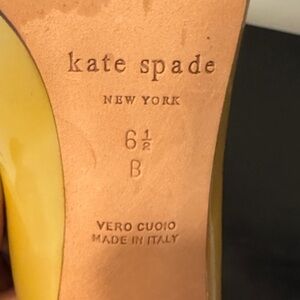 kate spade
NEW YORK
6½
B
VERO CUOIO
MADE IN ITALY